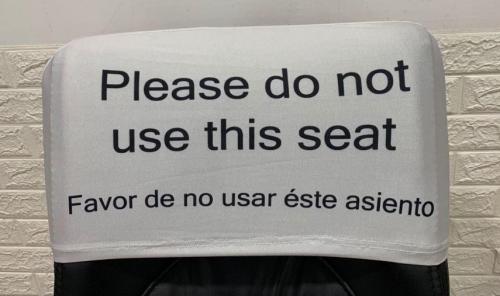 Please do not
use this seat
Favor de no usar éste asiento